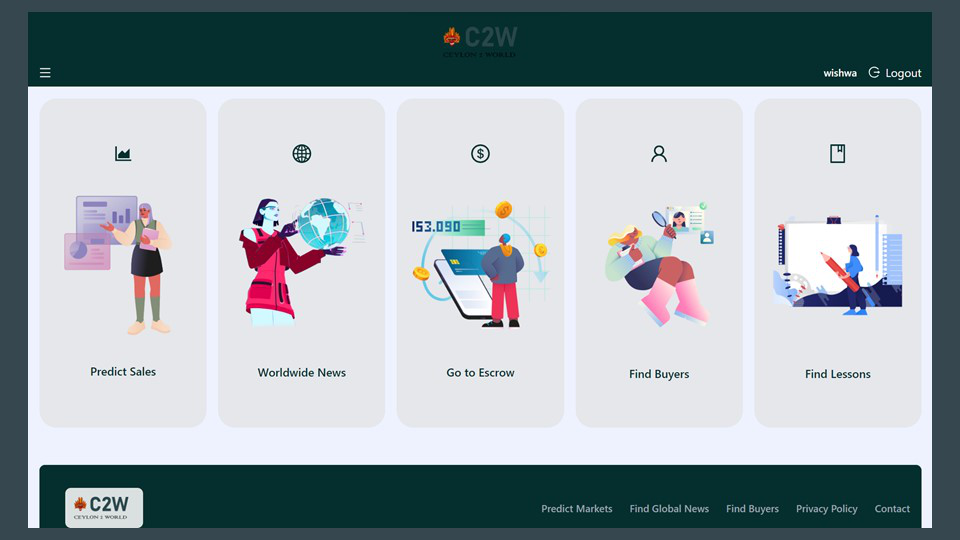 C2W
CEYLON 2 WORLD
wishwa Logout
153.090
Predict Sales
Worldwide News
Go to Escrow
Find Buyers
Find Lessons
C2W
CEYLON 2 WORLD
Predict Markets Find Global News Find Buyers Privacy Policy Contact